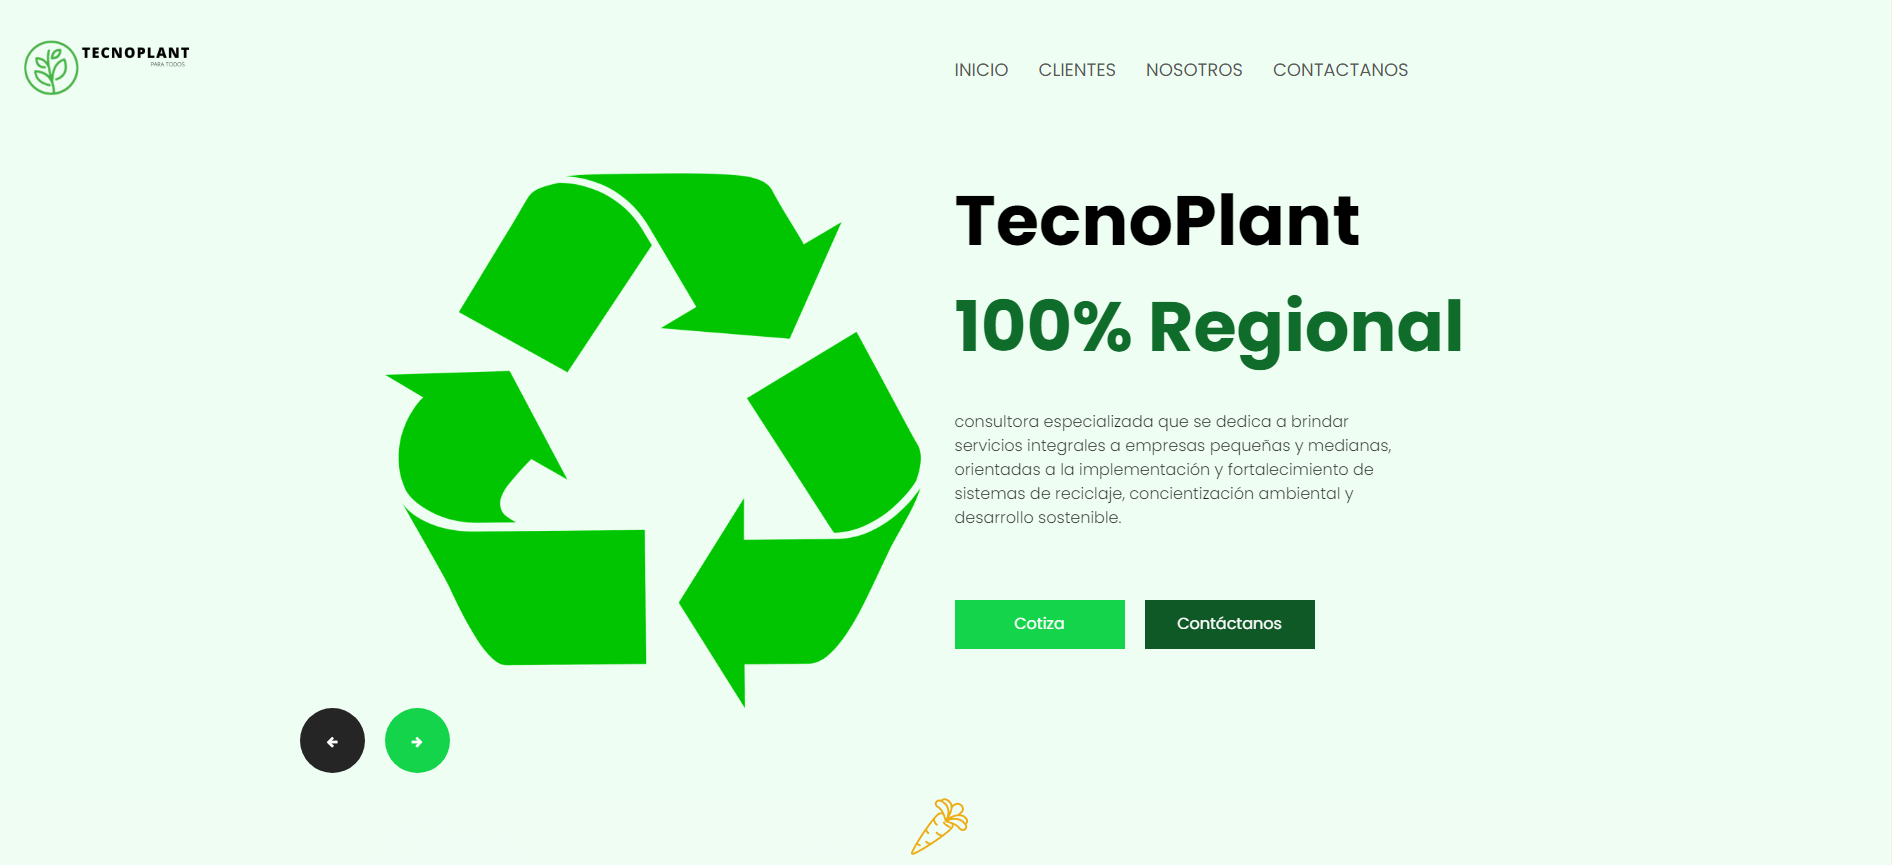 TECNOPLANT
PARA TODOS
INICIO CLIENTES NOSOTROS CONTACTANOS
TecnoPlant
100% Regional
consultora especializada que se dedica a brindar
servicios integrales a empresas pequeñas y medianas,
orientadas a la implementación y fortalecimiento de
sistemas de reciclaje, concientización ambiental y
desarrollo sostenible.
Cotiza Contáctanos